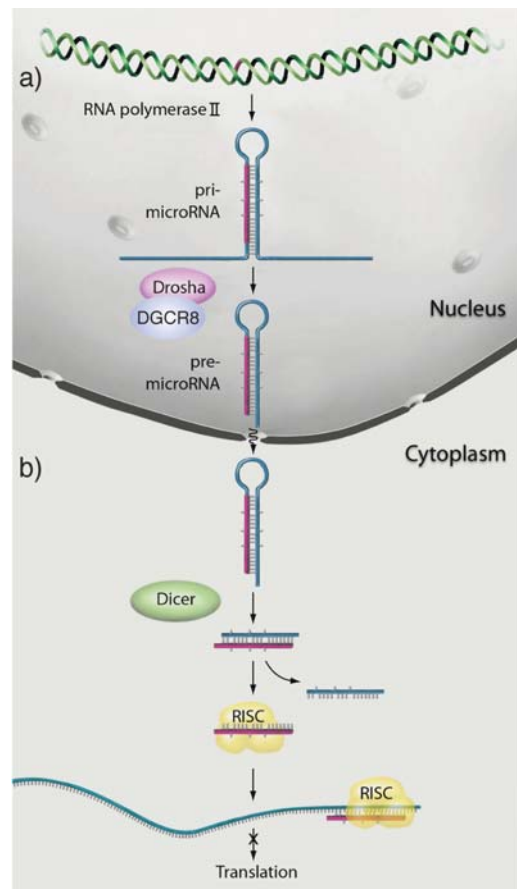 a)
RNA polymerase II
pri-
microRNA
Drosha
DGCR8
Nucleus
pre-
microRNA
Cytoplasm
b)
Dicer
RISC
RISC
Translation